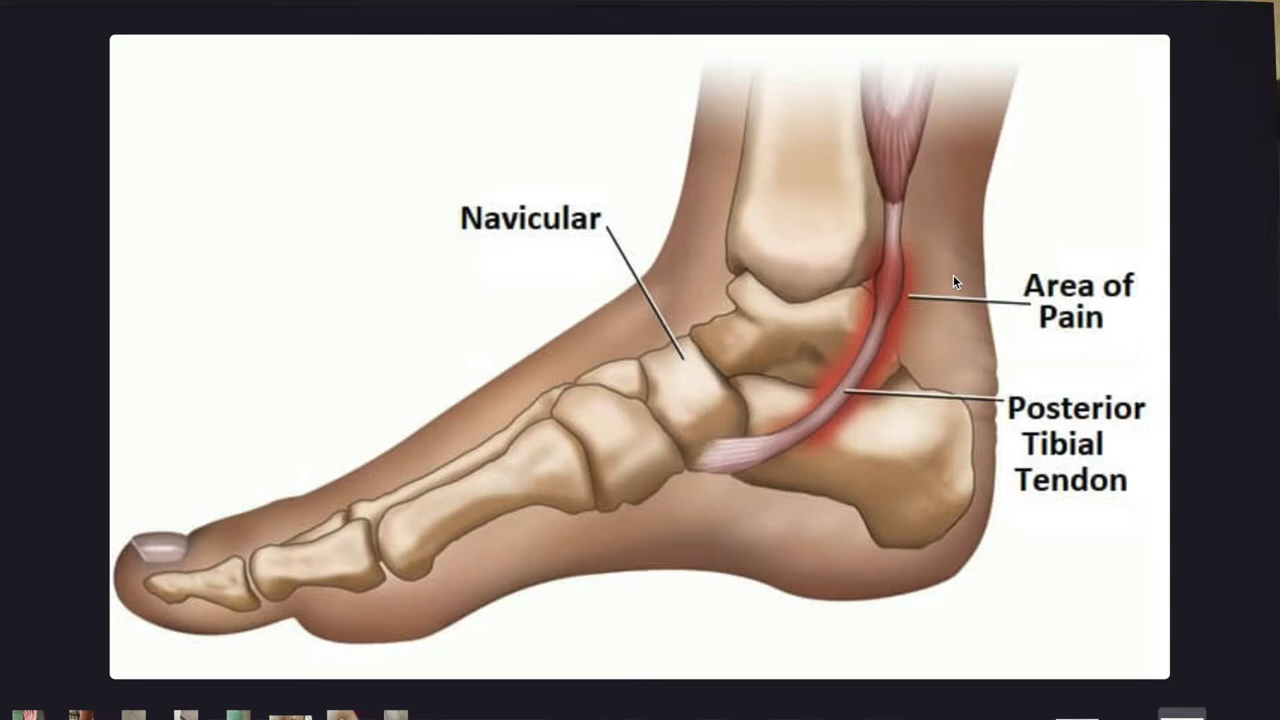 Navicular
Area of
Pain
Posterior
Tibial
Tendon